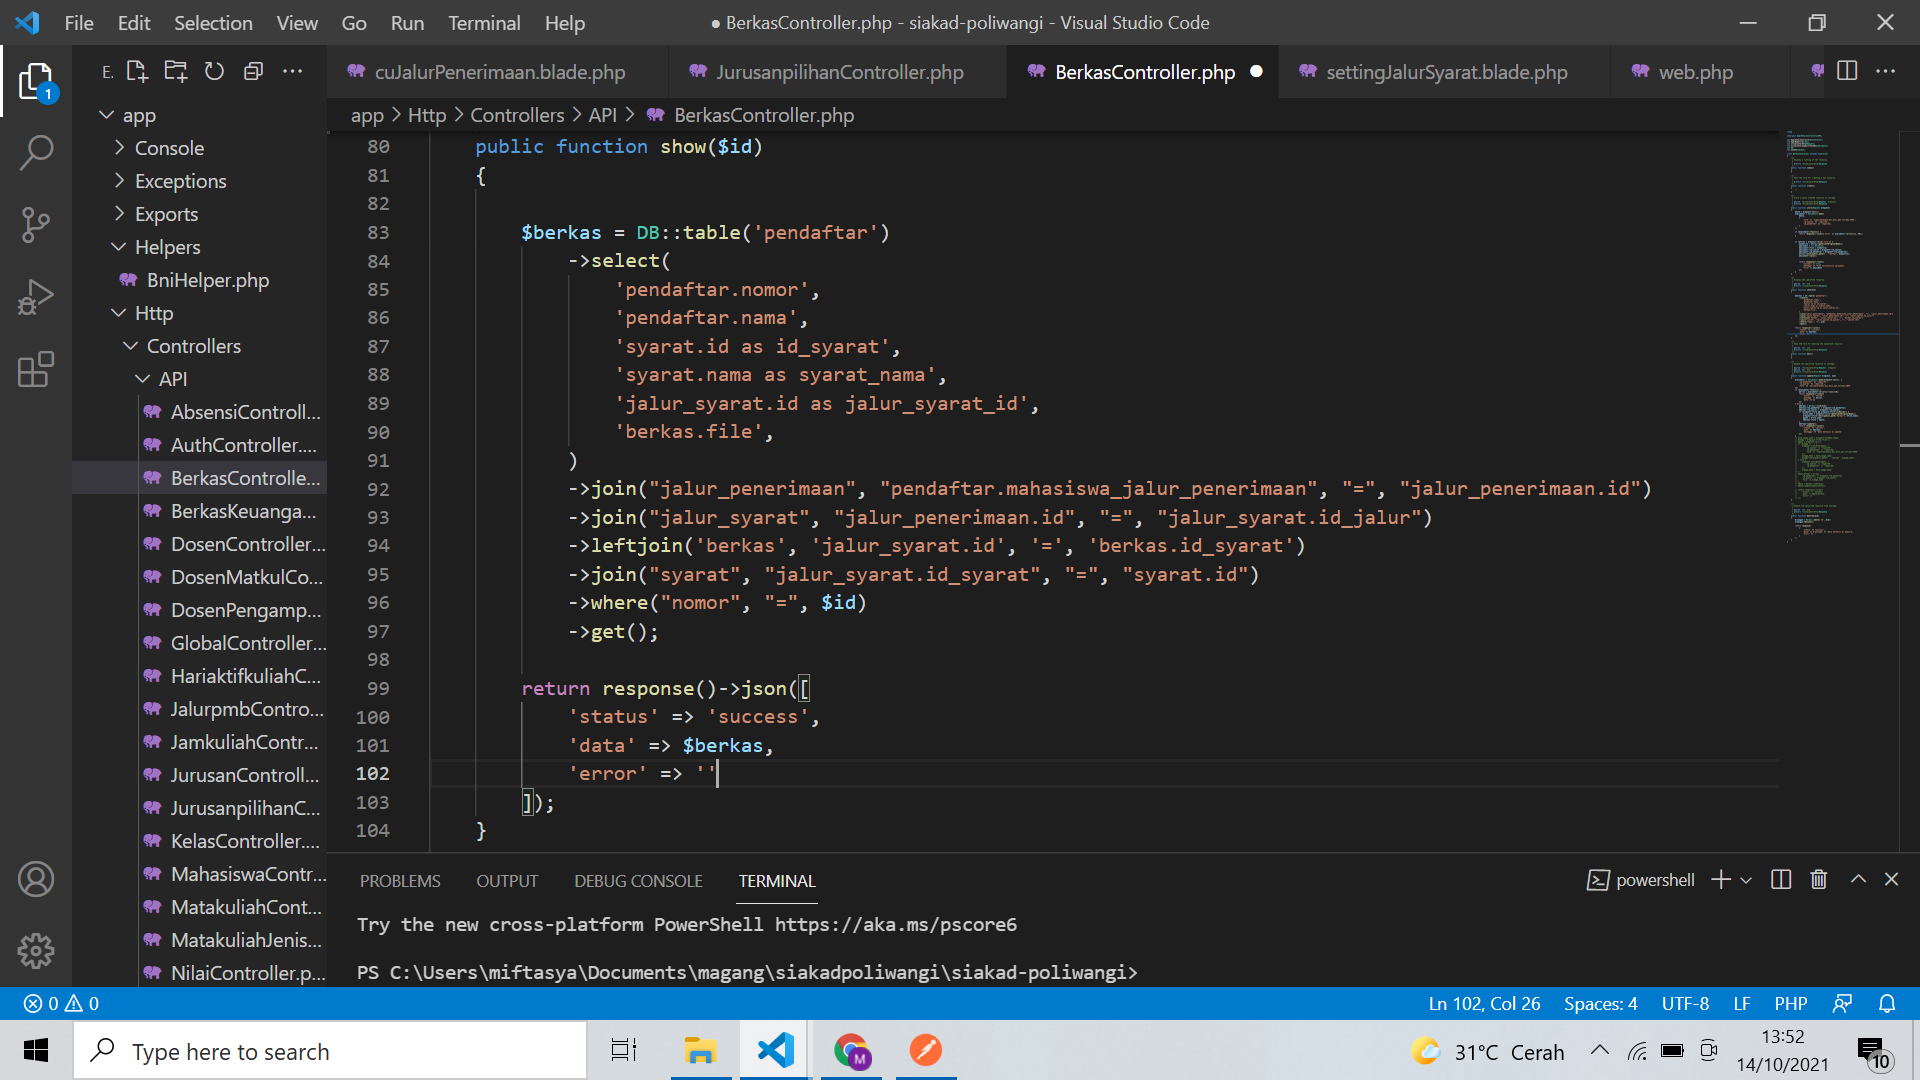 File Edit Selection View Go Run Terminal Help
● BerkasController.php - siakad-poliwangi - Visual Studio Code
E.
cuJalurPenerimaan.blade.php
JurusanpilihanController.php
BerkasController.php
settingJalurSyarat.blade.php
web.php
1
app > Http > Controllers > API > BerkasController.php
app
Console
Exceptions
Exports
Helpers
BniHelper.php
Http
Controllers
API
AbsensiControll...
AuthController....
BerkasControlle...
BerkasKeuanga...
DosenController...
DosenMatkulCo...
DosenPengamp...
GlobalController...
HariaktifkuliahC...
JalurpmbContro...
JamkuliahContr...
JurusanControll...
JurusanpilihanC...
KelasController....
MahasiswaContr...
MatakuliahCont...
MatakuliahJenis...
NilaiController.p...
80 public function show($id)
81 {
82
83 $berkas = DB::table('pendaftar')
84 ->select(
85 'pendaftar.nomor',
86 'pendaftar.nama',
87 'syarat.id as id_syarat',
88 'syarat.nama as syarat_nama',
89 'jalur_syarat.id as jalur_syarat_id',
90 'berkas.file',
91 )
92 ->join("jalur_penerimaan", "pendaftar.mahasiswa_jalur_penerimaan", "=", "jalur_penerimaan.id")
93 ->join("jalur_syarat", "jalur_penerimaan.id", "=", "jalur_syarat.id_jalur")
94 ->leftjoin('berkas', 'jalur_syarat.id', '=', 'berkas.id_syarat')
95 ->join("syarat", "jalur_syarat.id_syarat", "=", "syarat.id")
96 ->where("nomor", "=", $id)
97 ->get();
98
99 return response()->json([
100 'status' => 'success',
101 'data' => $berkas,
102 'error' => ''
103 ]);
104 }
PROBLEMS OUTPUT DEBUG CONSOLE TERMINAL
powershell
Try the new cross-platform PowerShell https://aka.ms/pscore6
PS C:\Users\miftasya\Documents\magang\siakadpoliwangi\siakad-poliwangi>
0 0
Ln 102, Col 26 Spaces: 4 UTF-8 LF PHP
Type here to search
M
31°C Cerah
13:52
14/10/2021
10